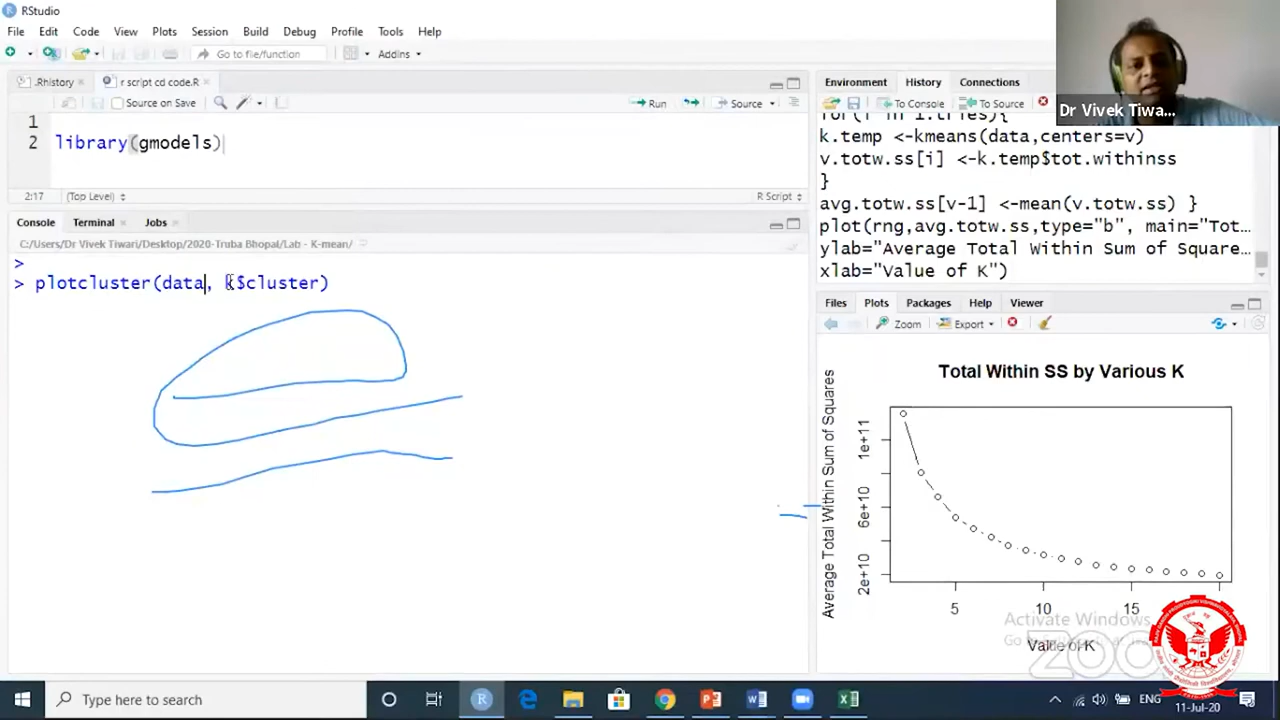 RStudio
File Edit Code View Plots Session Build Debug Profile Tools Help
Go to file/function Addins
.Rhistory r script cd code.R
Source on Save Run Source
1
2 library(gmodels)
2:17 (Top Level) R Script
Console Terminal Jobs
C:/Users/Dr Vivek Tiwari/Desktop/2020-Truba Bhopal/Lab - K-mean/
>
> plotcluster(data, k$cluster)
Environment History Connections
To Console To Source
for(i in 1:tries){
k.temp <-kmeans(data,centers=v)
v.totw.ss[i] <-k.temp$tot.withinss
}
avg.totw.ss[v-1] <-mean(v.totw.ss) }
plot(rng,avg.totw.ss,type="b", main="Tot…
ylab="Average Total Within Sum of Square…
xlab="Value of K")
Files Plots Packages Help Viewer
Zoom Export
Total Within SS by Various K
Average Total Within Sum of Squares
1e+11
6e+10
2e+10
5 10 15
Value of K
Activate Windows
zoom
Dr Vivek Tiwa...
Type here to search
ENG
11-Jul-20